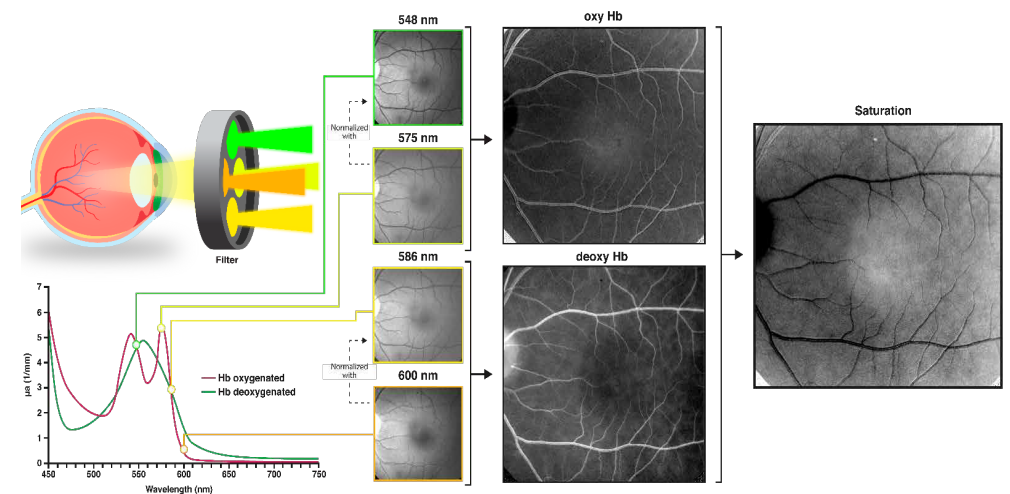 548 nm
oxy Hb
Saturation
Normalized
with
575 nm
Filter
586 nm
deoxy Hb
Normalized
with
600 nm
7
6
5
4
3
2
1
0
µa (1/mm)
Hb oxygenated
Hb deoxygenated
450 500 550 600 650 700 750
Wavelength (nm)